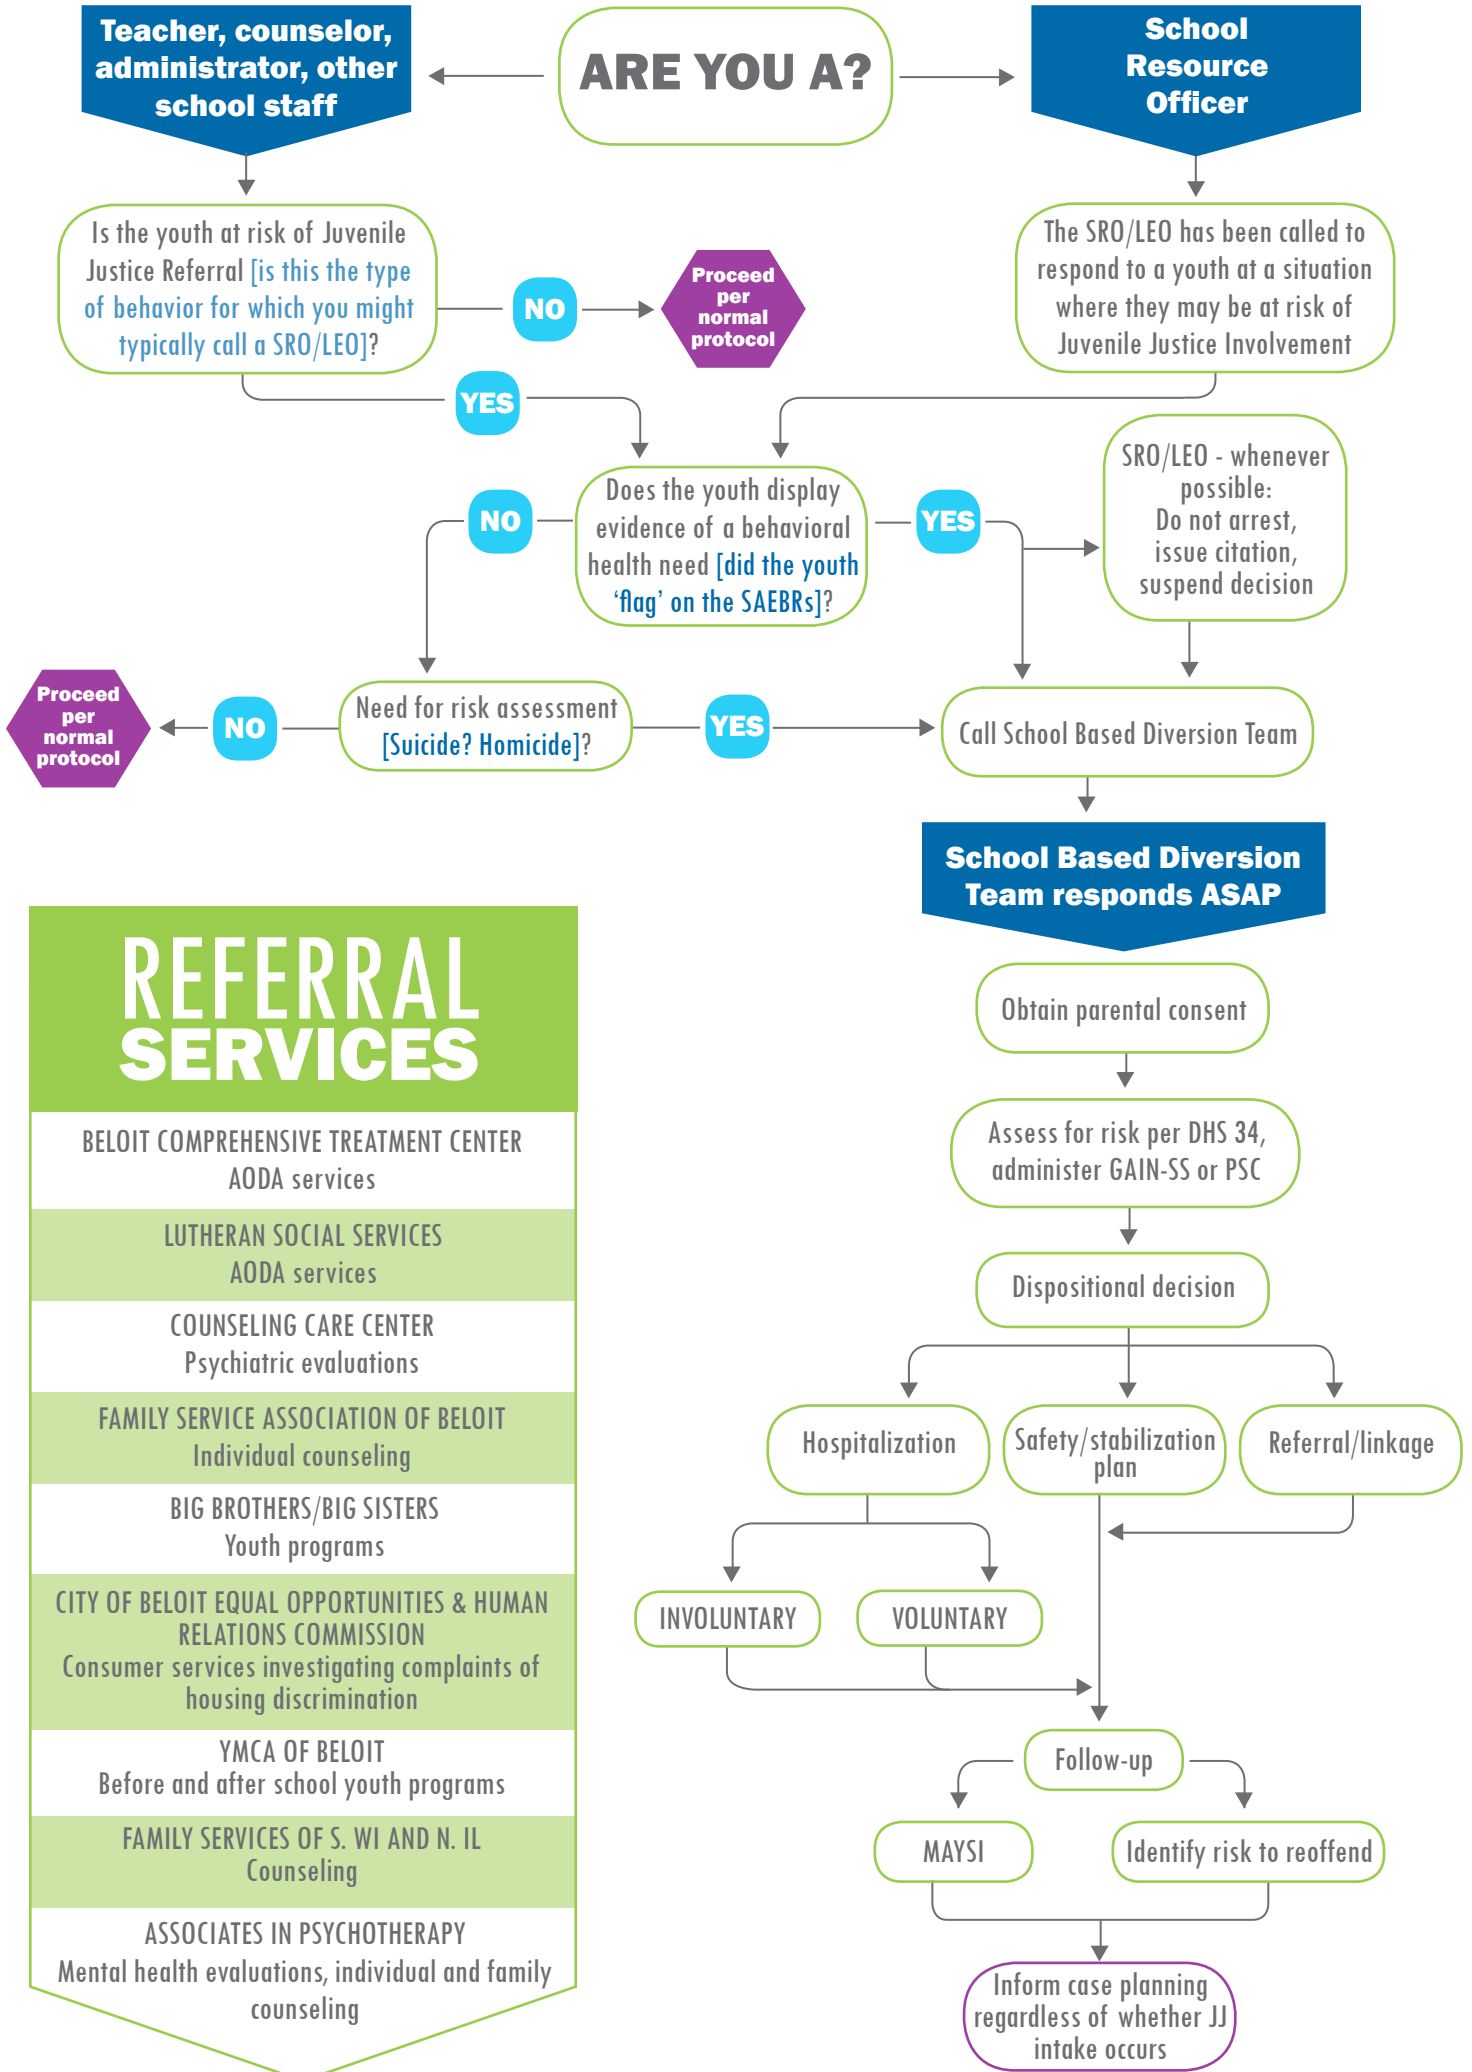 Teacher, counselor,
administrator, other
school staff
ARE YOU A?
School
Resource
Officer
Is the youth at risk of Juvenile
Justice Referral [is this the type
of behavior for which you might
typically call a SRO/LEO]?
NO
Proceed
per
normal
protocol
The SRO/LEO has been called to
respond to a youth at a situation
where they may be at risk of
Juvenile Justice Involvement
YES
Does the youth display
evidence of a behavioral
health need [did the youth
‘flag’ on the SAEBRs]?
NO
YES
SRO/LEO - whenever
possible:
Do not arrest,
issue citation,
suspend decision
Proceed
per
normal
protocol
NO
Need for risk assessment
[Suicide? Homicide]?
YES
Call School Based Diversion Team
School Based Diversion
Team responds ASAP
Obtain parental consent
Assess for risk per DHS 34,
administer GAIN-SS or PSC
Dispositional decision
Hospitalization
Safety/stabilization
plan
Referral/linkage
INVOLUNTARY
VOLUNTARY
Follow-up
MAYSI
Identify risk to reoffend
Inform case planning
regardless of whether JJ
intake occurs
REFERRAL
SERVICES
BELOIT COMPREHENSIVE TREATMENT CENTER
AODA services
LUTHERAN SOCIAL SERVICES
AODA services
COUNSELING CARE CENTER
Psychiatric evaluations
FAMILY SERVICE ASSOCIATION OF BELOIT
Individual counseling
BIG BROTHERS/BIG SISTERS
Youth programs
CITY OF BELOIT EQUAL OPPORTUNITIES & HUMAN
RELATIONS COMMISSION
Consumer services investigating complaints of
housing discrimination
YMCA OF BELOIT
Before and after school youth programs
FAMILY SERVICES OF S. WI AND N. IL
Counseling
ASSOCIATES IN PSYCHOTHERAPY
Mental health evaluations, individual and family
counseling